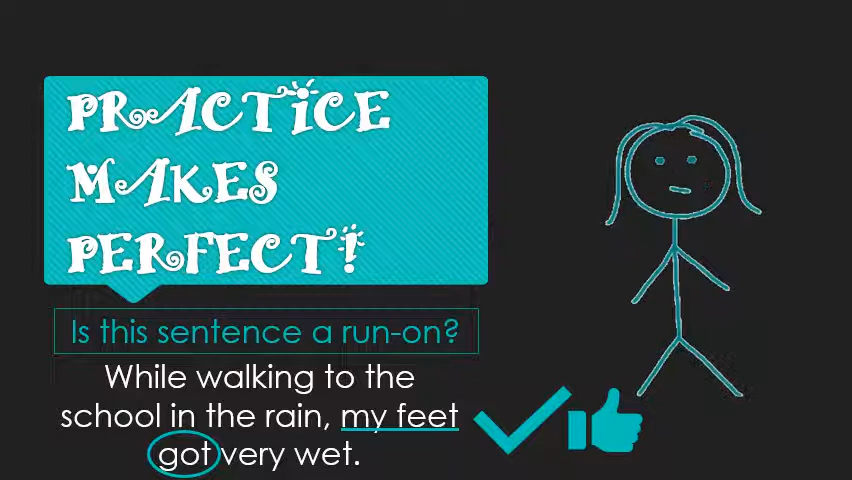 PRACTICE
MAKES
PERFECT!
Is this sentence a run-on?
While walking to the
school in the rain, my feet
got very wet.